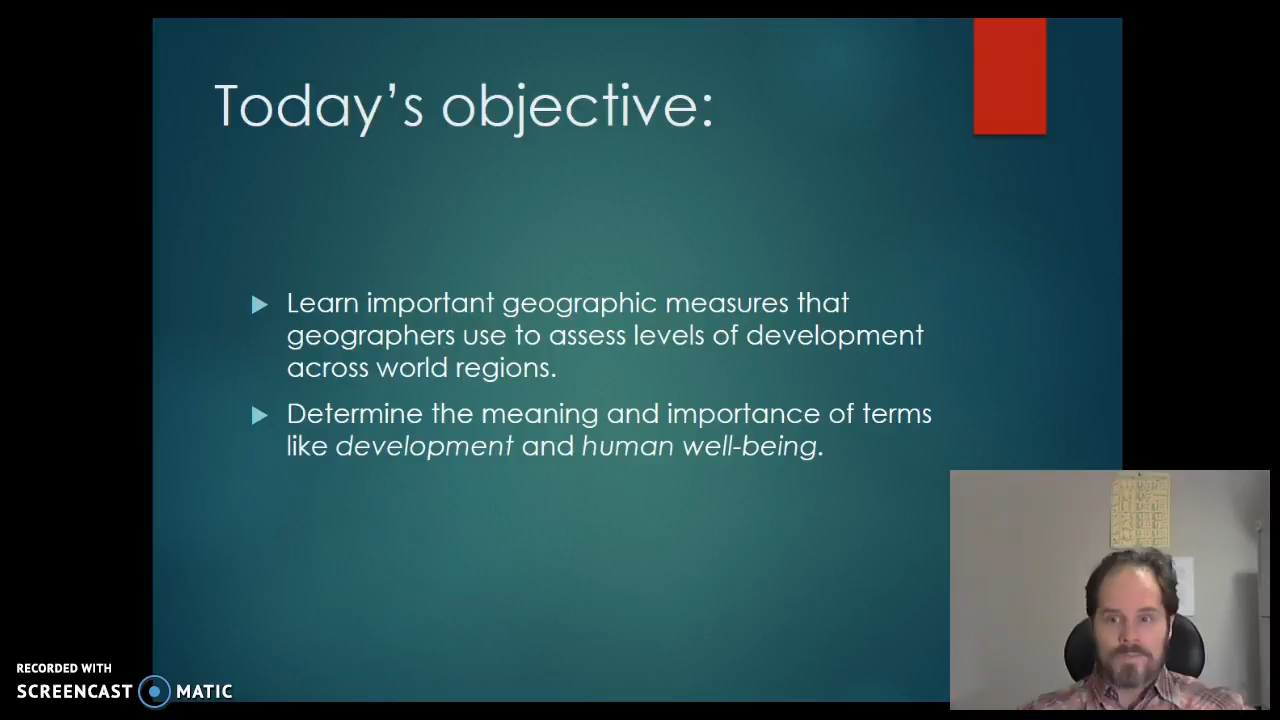 Today’s objective:
Learn important geographic measures that
geographers use to assess levels of development
across world regions.
Determine the meaning and importance of terms
like development and human well-being.
RECORDED WITH
SCREENCAST MATIC